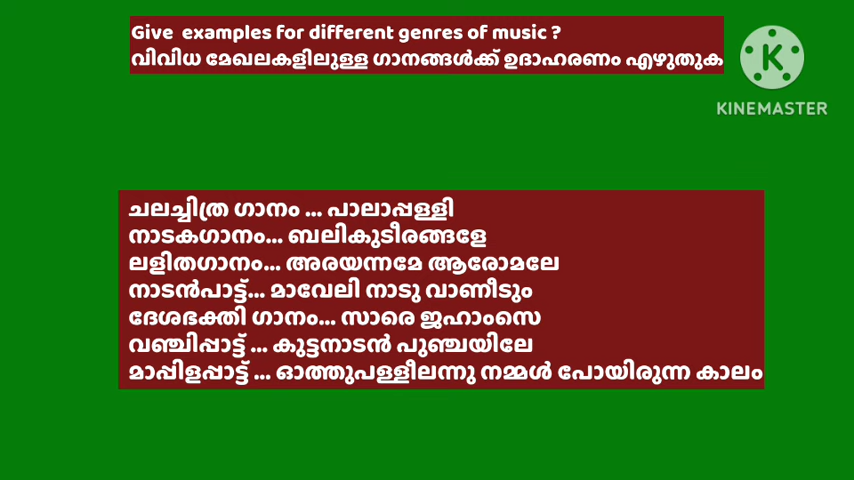 Give examples for different genres of music ?
വിവിധ മേഖലകളിലുള്ള ഗാനങ്ങൾക്ക് ഉദാഹരണം എഴുതുക
KINEMASTER
ചലച്ചിത്ര ഗാനം ... പാലാപ്പള്ളി
നാടകഗാനം... ബലികുടീരങ്ങളേ
ലളിതഗാനം... അരയന്നമേ ആരോമലേ
നാടൻപാട്ട്... മാവേലി നാടു വാണീടും
ദേശഭക്തി ഗാനം... സാരെ ജഹാംസെ
വഞ്ചിപ്പാട്ട് ... കുട്ടനാടൻ പുഞ്ചയിലേ
മാപ്പിളപ്പാട്ട് ... ഓത്തുപള്ളീലന്നു നമ്മൾ പോയിരുന്ന കാലം